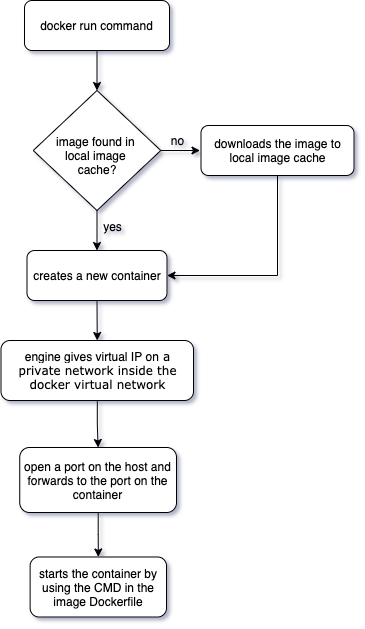 docker run command
image found in
local image
cache?
no
downloads the image to
local image cache
yes
creates a new container
engine gives virtual IP on a
private network inside the
docker virtual network
open a port on the host and
forwards to the port on the
container
starts the container by
using the CMD in the
image Dockerfile